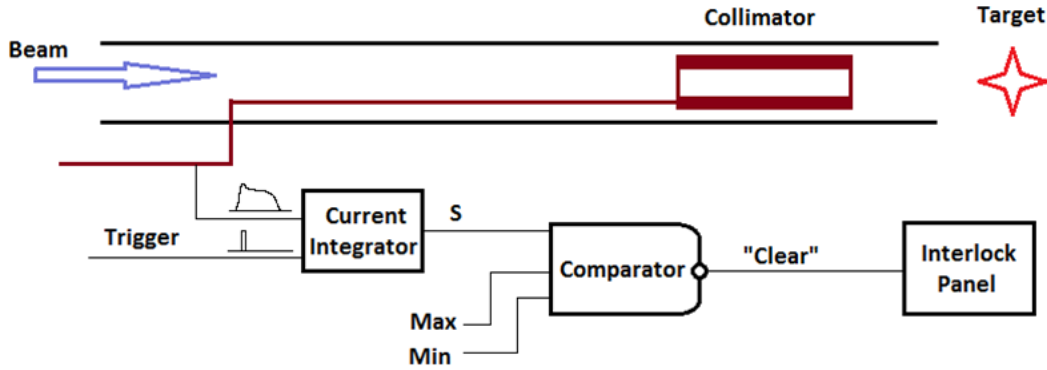 Collimator
Target
Beam
Trigger
Current
Integrator
S
Comparator
"Clear"
Interlock
Panel
Max
Min